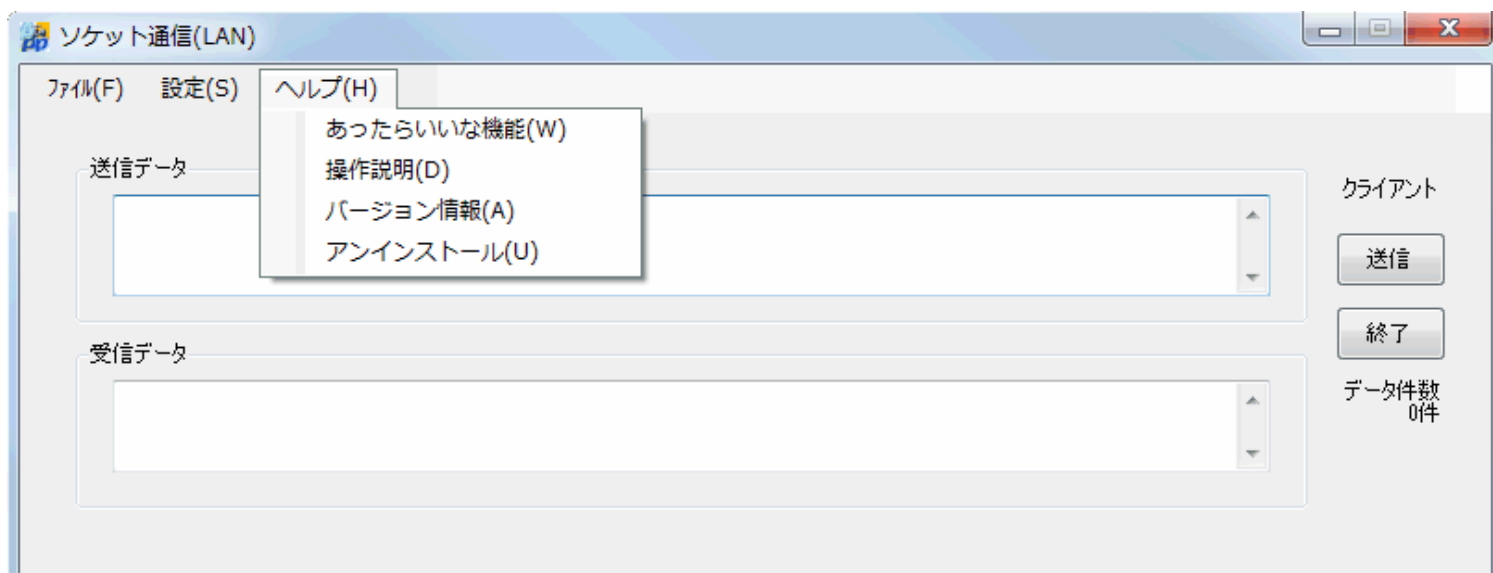 ソケット通信(LAN)
ファイル(F) 設定(S) ヘルプ(H)
あったらいいな機能(W)
操作説明(D)
バージョン情報(A)
アンインストール(U)
送信データ
クライアント
送信
終了
受信データ
データ件数
0件